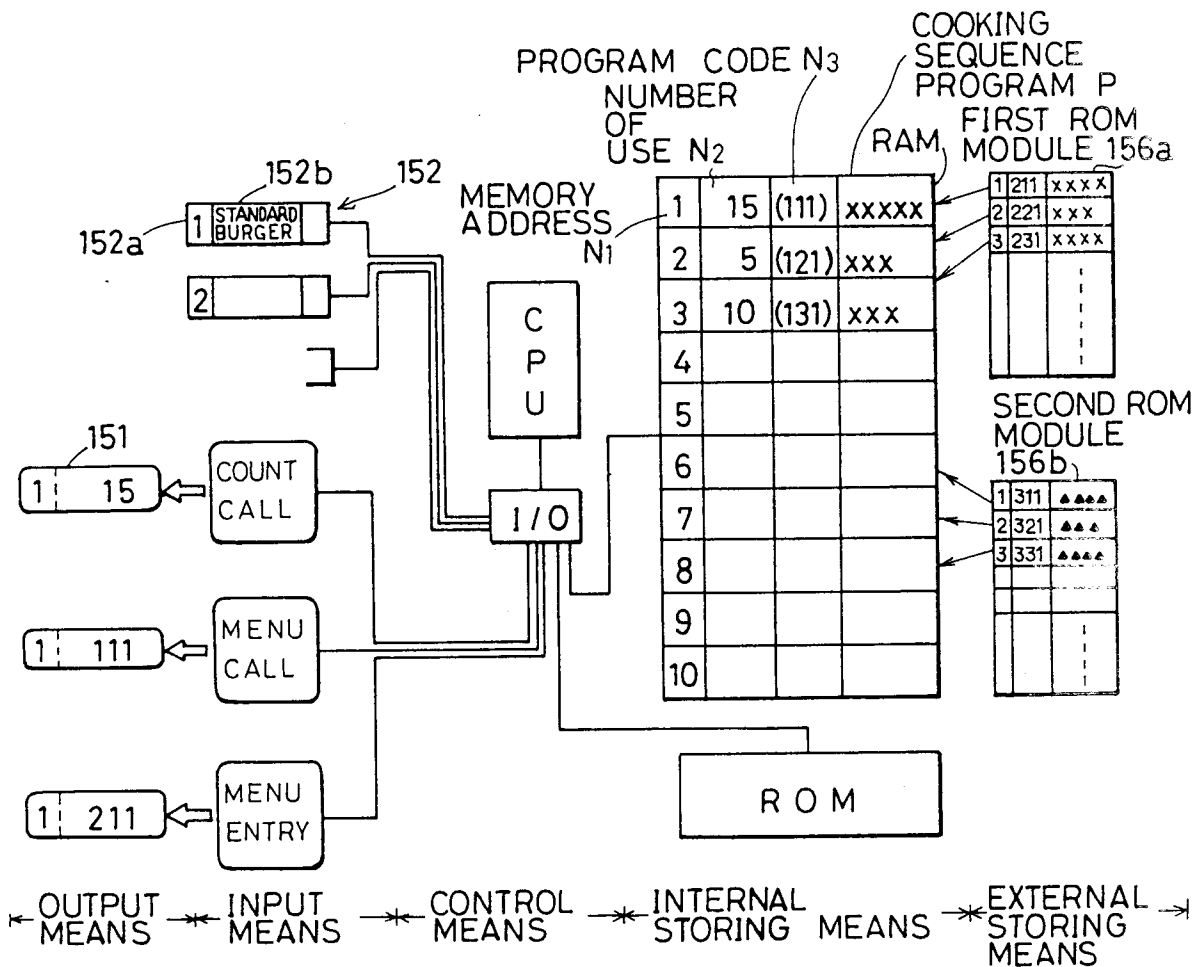 COOKING
SEQUENCE
PROGRAM P
PROGRAM CODE N3
NUMBER
OF
USE N2
RAM
FIRST ROM
MODULE 156a
MEMORY
ADDRESS
N1
152b
152
152a
1 STANDARD
BURGER
2
1 15 (111) xxxxx
2 5 (121) xxx
3 10 (131) xxx
4
5
6
7
8
9
10
1 211 xxxx
2 221 xxx
3 231 xxxx
SECOND ROM
MODULE
156b
1 311 ▲▲▲▲
2 321 ▲▲▲
3 331 ▲▲▲▲
C
P
U
I/O
151
1 15
COUNT
CALL
1 111
MENU
CALL
1 211
MENU
ENTRY
ROM
OUTPUT
MEANS
INPUT
MEANS
CONTROL
MEANS
INTERNAL
STORING MEANS
EXTERNAL
STORING
MEANS